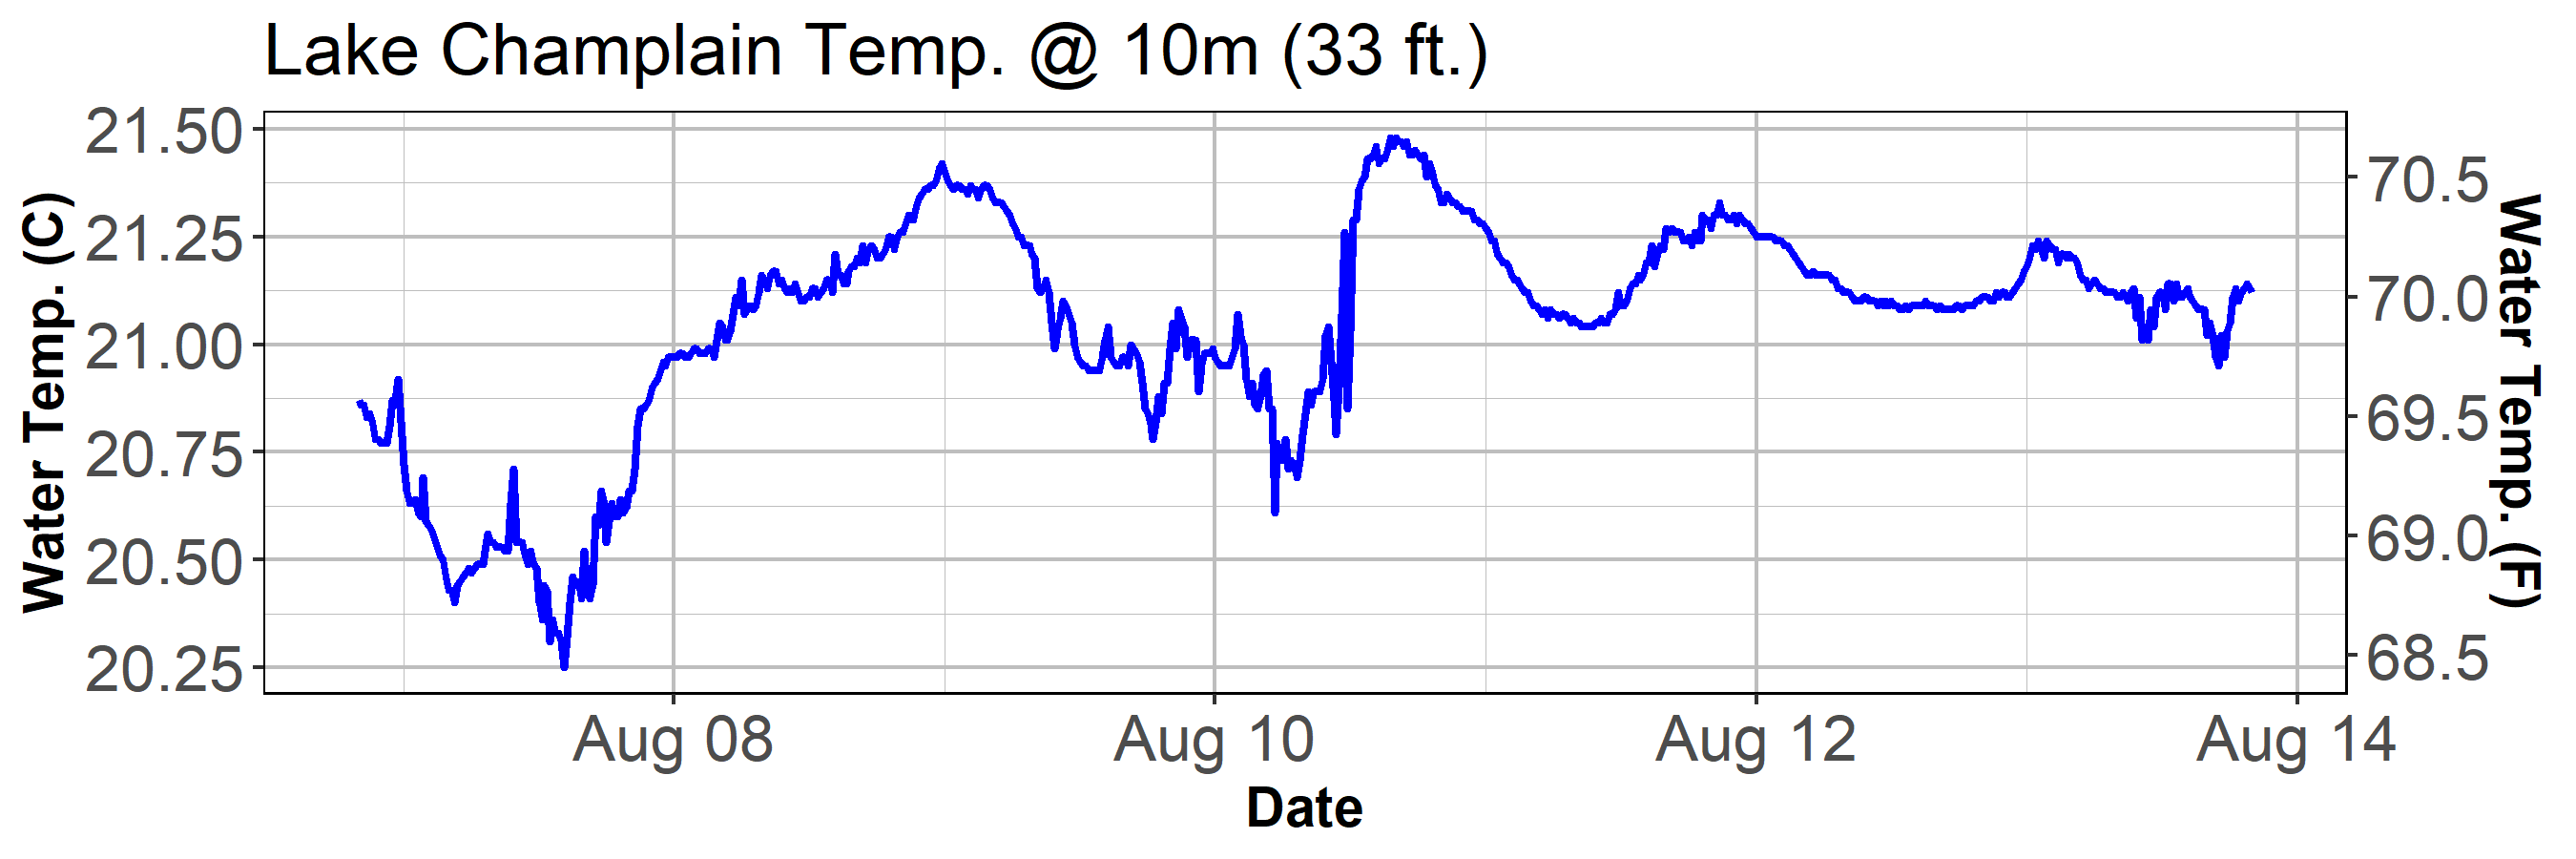 Lake Champlain Temp. @ 10m (33 ft.)
Water Temp. (C)
21.50
21.25
21.00
20.75
20.50
20.25
70.5
70.0
69.5
69.0
68.5
Water Temp. (F)
Aug 08 Aug 10 Aug 12 Aug 14
Date